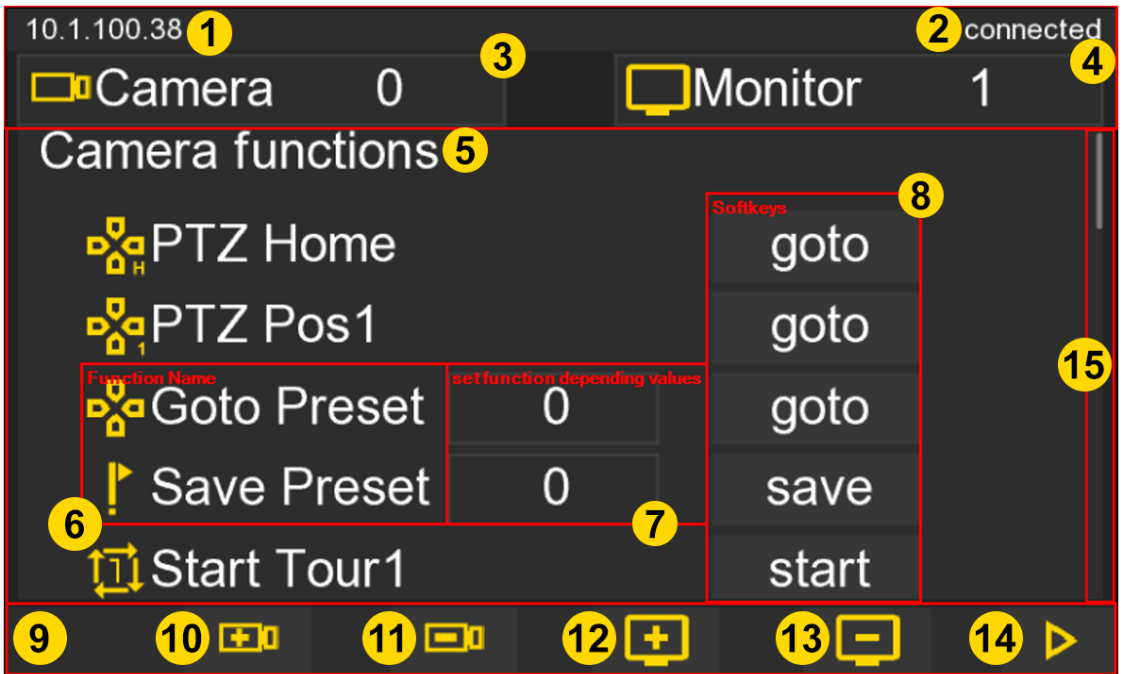 10.1.100.38 1 2 connected
3 4
Camera 0 Monitor 1
Camera functions 5
8
Softkeys
H PTZ Home goto
1 PTZ Pos1 goto
15
Function Name set function depending values
Goto Preset 0 goto
Save Preset 0 save
6 7
1 Start Tour1 start
9 10 11 12 13 14